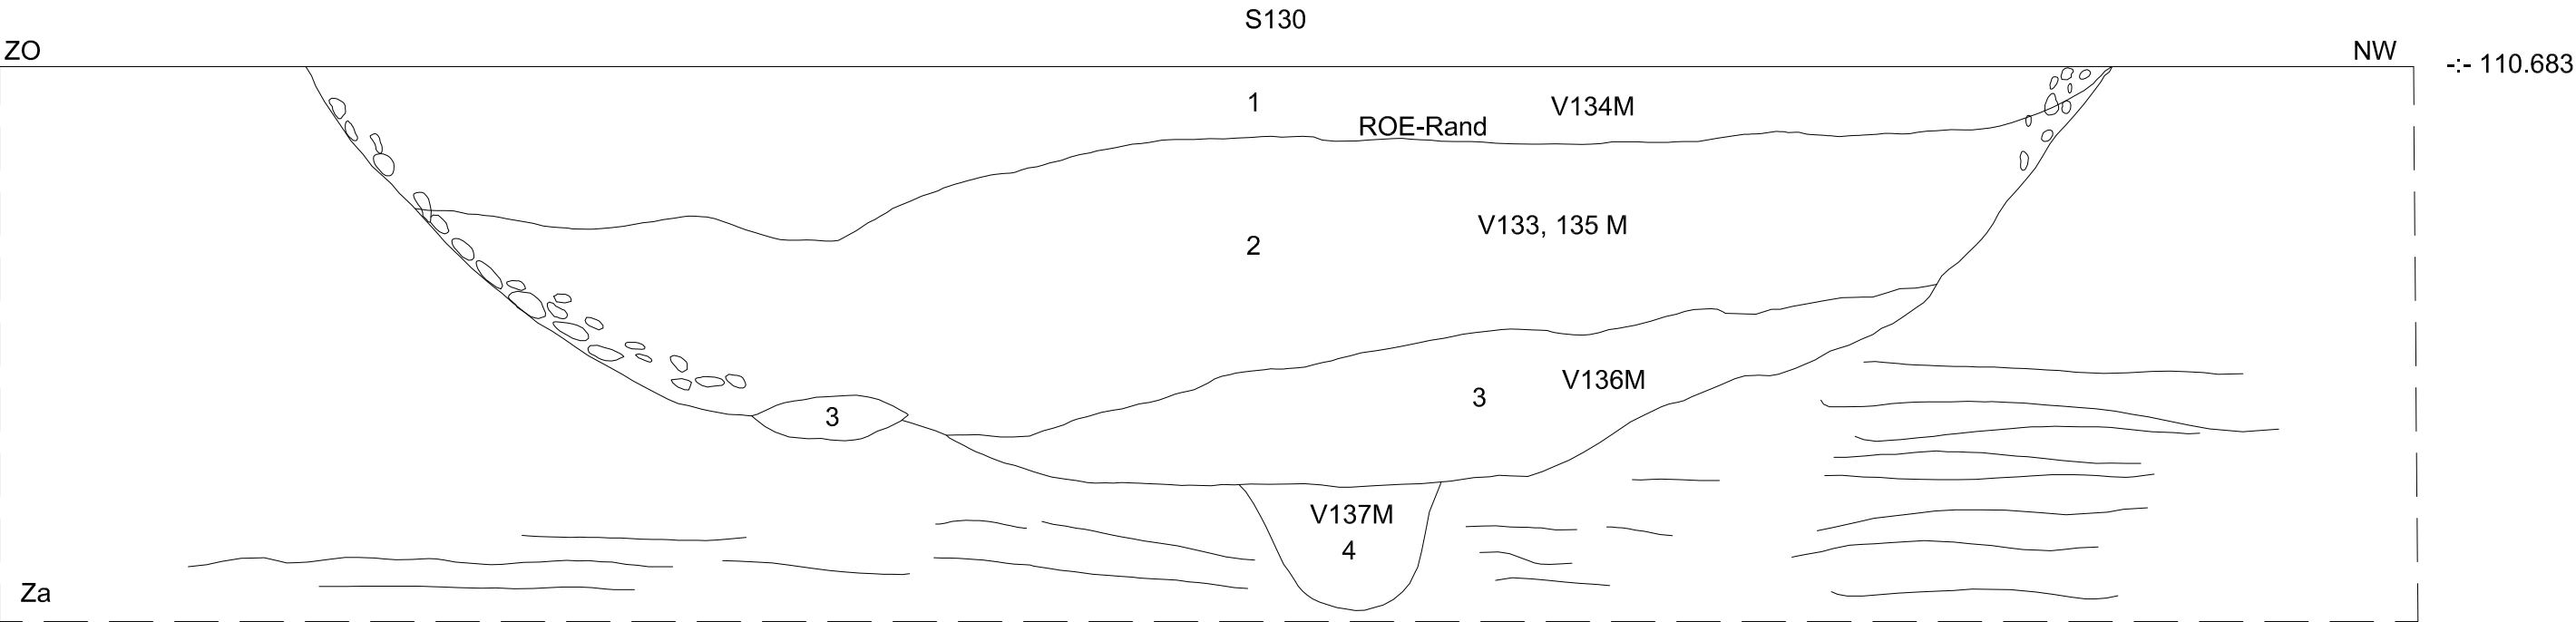 S130
ZO
NW
-:- 110.683
1
V134M
ROE-Rand
V133, 135 M
2
V136M
3
3
V137M
4
Za